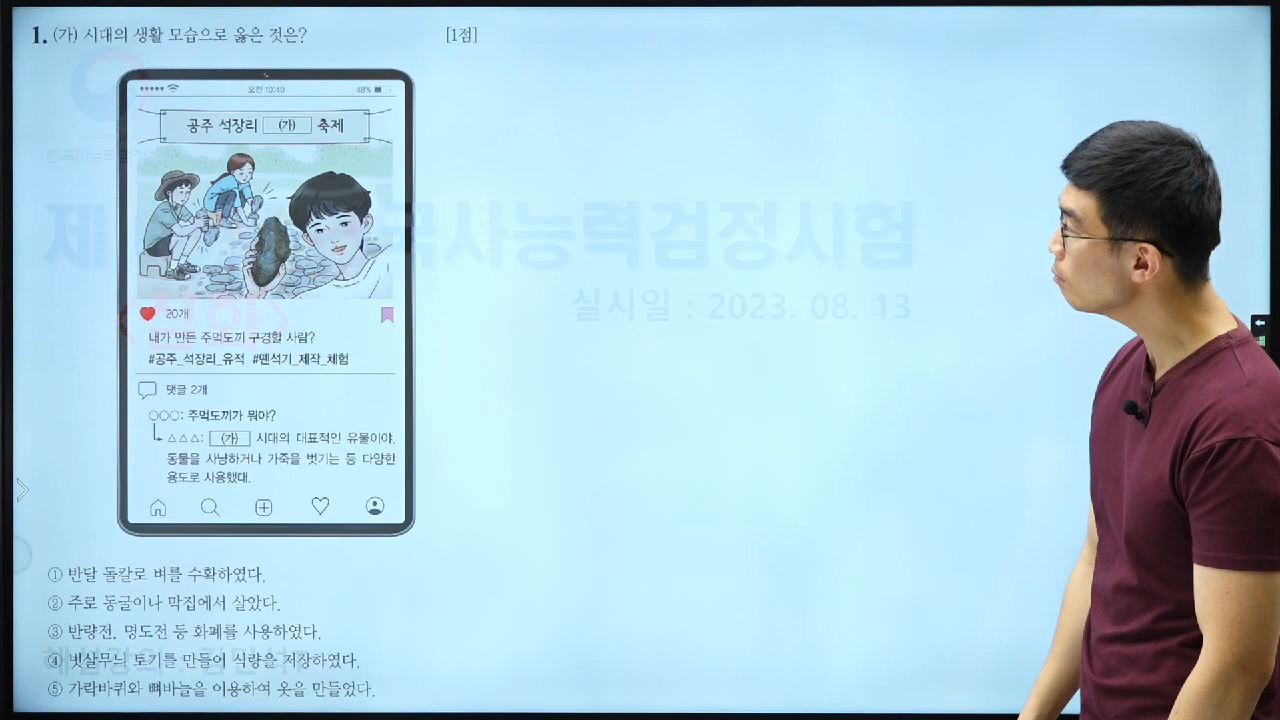 1. (가) 시대의 생활 모습으로 옳은 것은? [1점]
오전 10:40
48%
공주 석장리 (가) 축제
20개
내가 만든 주먹도끼 구경할 사람?
#공주_석장리_유적 #뗀석기_제작_체험
댓글 2개
○○○: 주먹도끼가 뭐야?
△△△: (가) 시대의 대표적인 유물이야.
동물을 사냥하거나 가죽을 벗기는 등 다양한
용도로 사용했대.
① 반달 돌칼로 벼를 수확하였다.
② 주로 동굴이나 막집에서 살았다.
③ 반량전, 명도전 등 화폐를 사용하였다.
④ 빗살무늬 토기를 만들어 식량을 저장하였다.
⑤ 가락바퀴와 뼈바늘을 이용하여 옷을 만들었다.
제 국사능력검정시험
실시일 : 2023. 08. 13